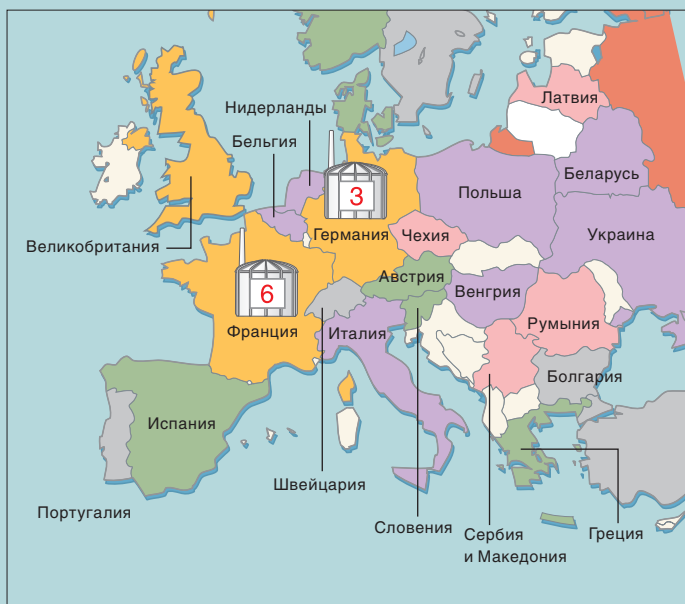 Латвия
Нидерланды
Бельгия
Беларусь
3
Польша
Великобритания
Германия
Чехия
Украина
Австрия
6
Венгрия
Франция
Италия
Румыния
Болгария
Испания
Швейцария
Португалия
Словения
Сербия
и Македония
Греция